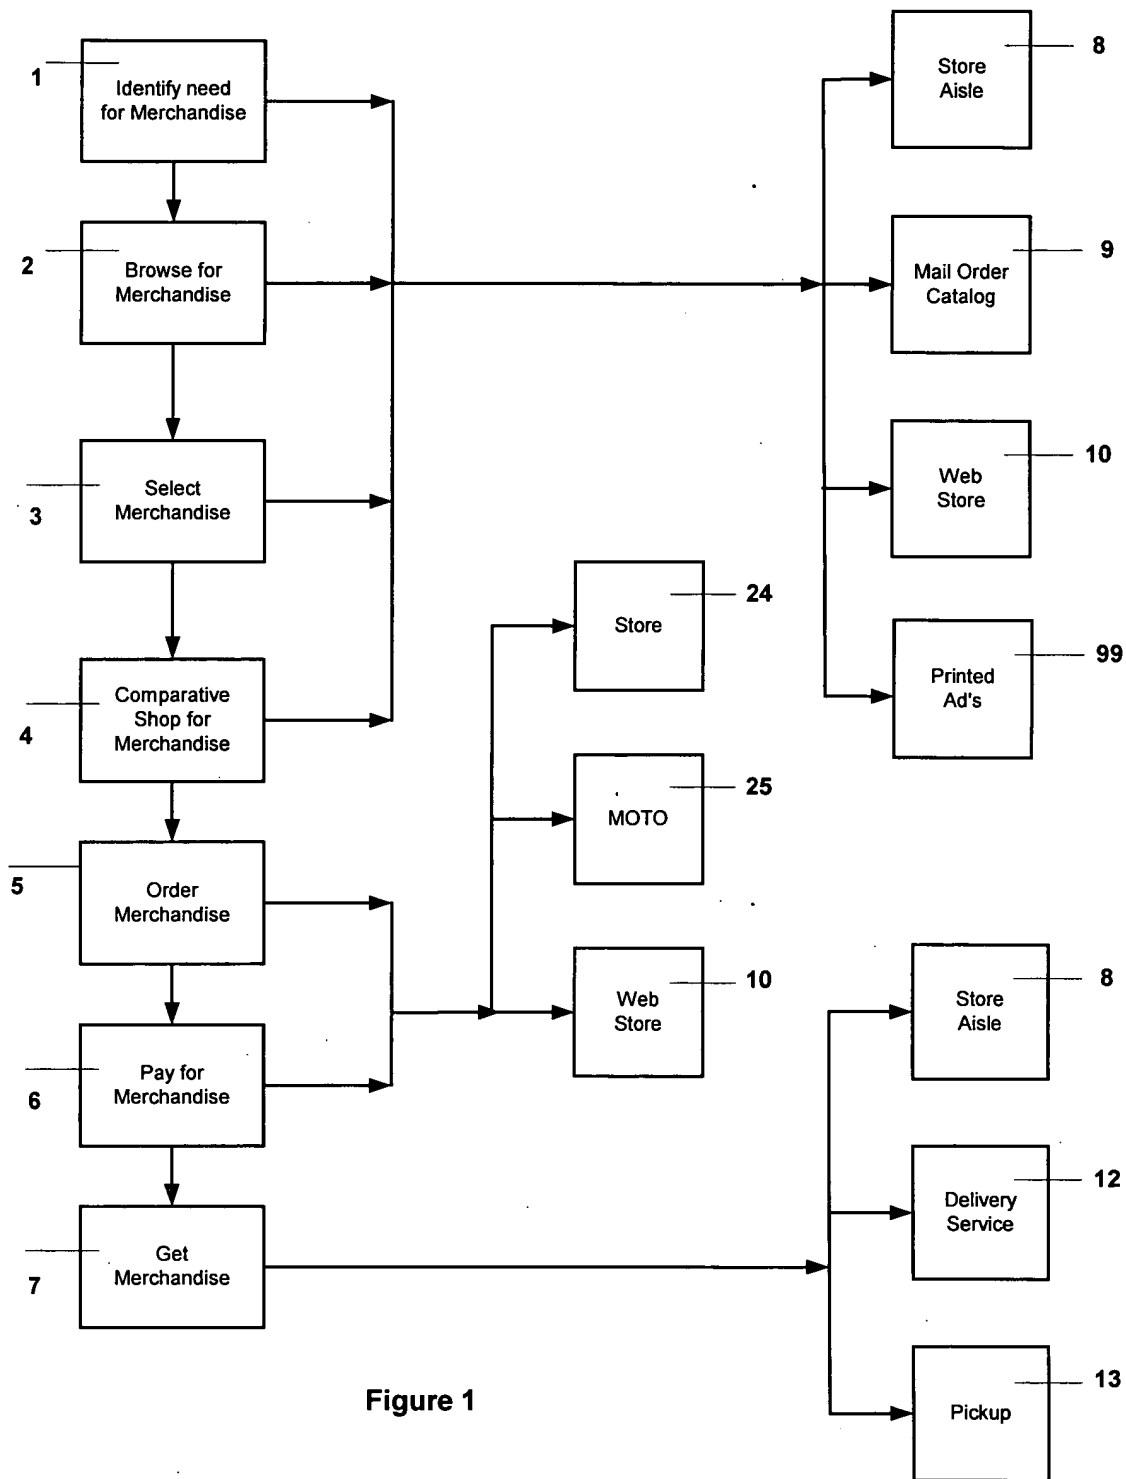 1
Identify need
for Merchandise
2
Browse for
Merchandise
3
Select
Merchandise
4
Comparative
Shop for
Merchandise
5
Order
Merchandise
6
Pay for
Merchandise
7
Get
Merchandise
Store
24
MOTO
25
Web
Store
10
Store
Aisle
8
Mail Order
Catalog
9
Web
Store
10
Printed
Ad's
99
Store
Aisle
8
Delivery
Service
12
Pickup
13
Figure 1